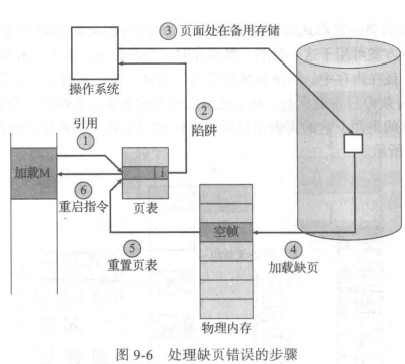 ③ 页面处在备用存储
操作系统
② 陷阱
引用
①
加载M
i
⑥
重启指令
页表
空帧
⑤
重置页表
④
加载缺页
物理内存
图 9-6 处理缺页错误的步骤